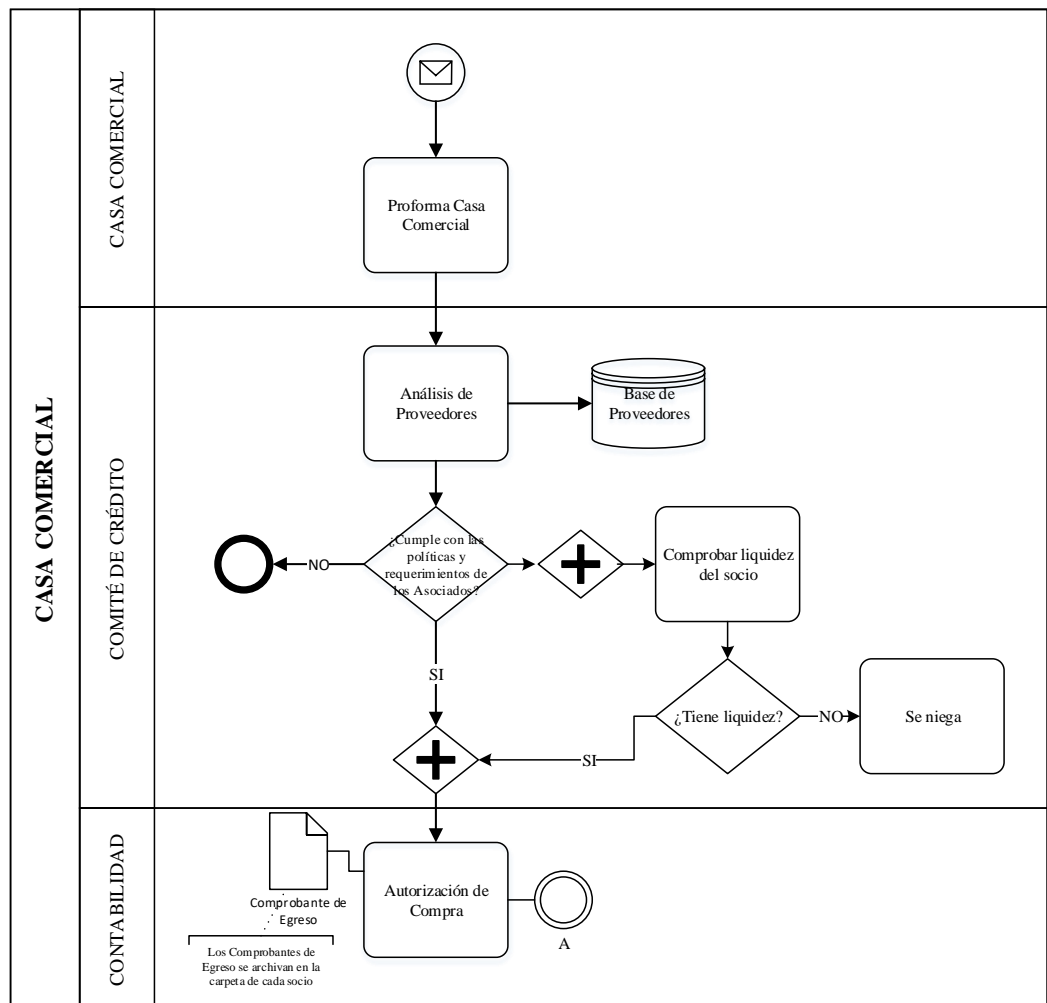 CASA COMERCIAL
CASA COMERCIAL
Proforma Casa
Comercial
COMITÉ DE CRÉDITO
Análisis de
Proveedores
Base de
Proveedores
¿Cumple con las
políticas y
requerimientos de
los Asociados?
NO
Comprobar liquidez
del socio
SI
¿Tiene liquidez?
NO
Se niega
SI
CONTABILIDAD
Comprobante de
Egreso
Autorización de
Compra
A
Los Comprobantes de
Egreso se archivan en la
carpeta de cada socio